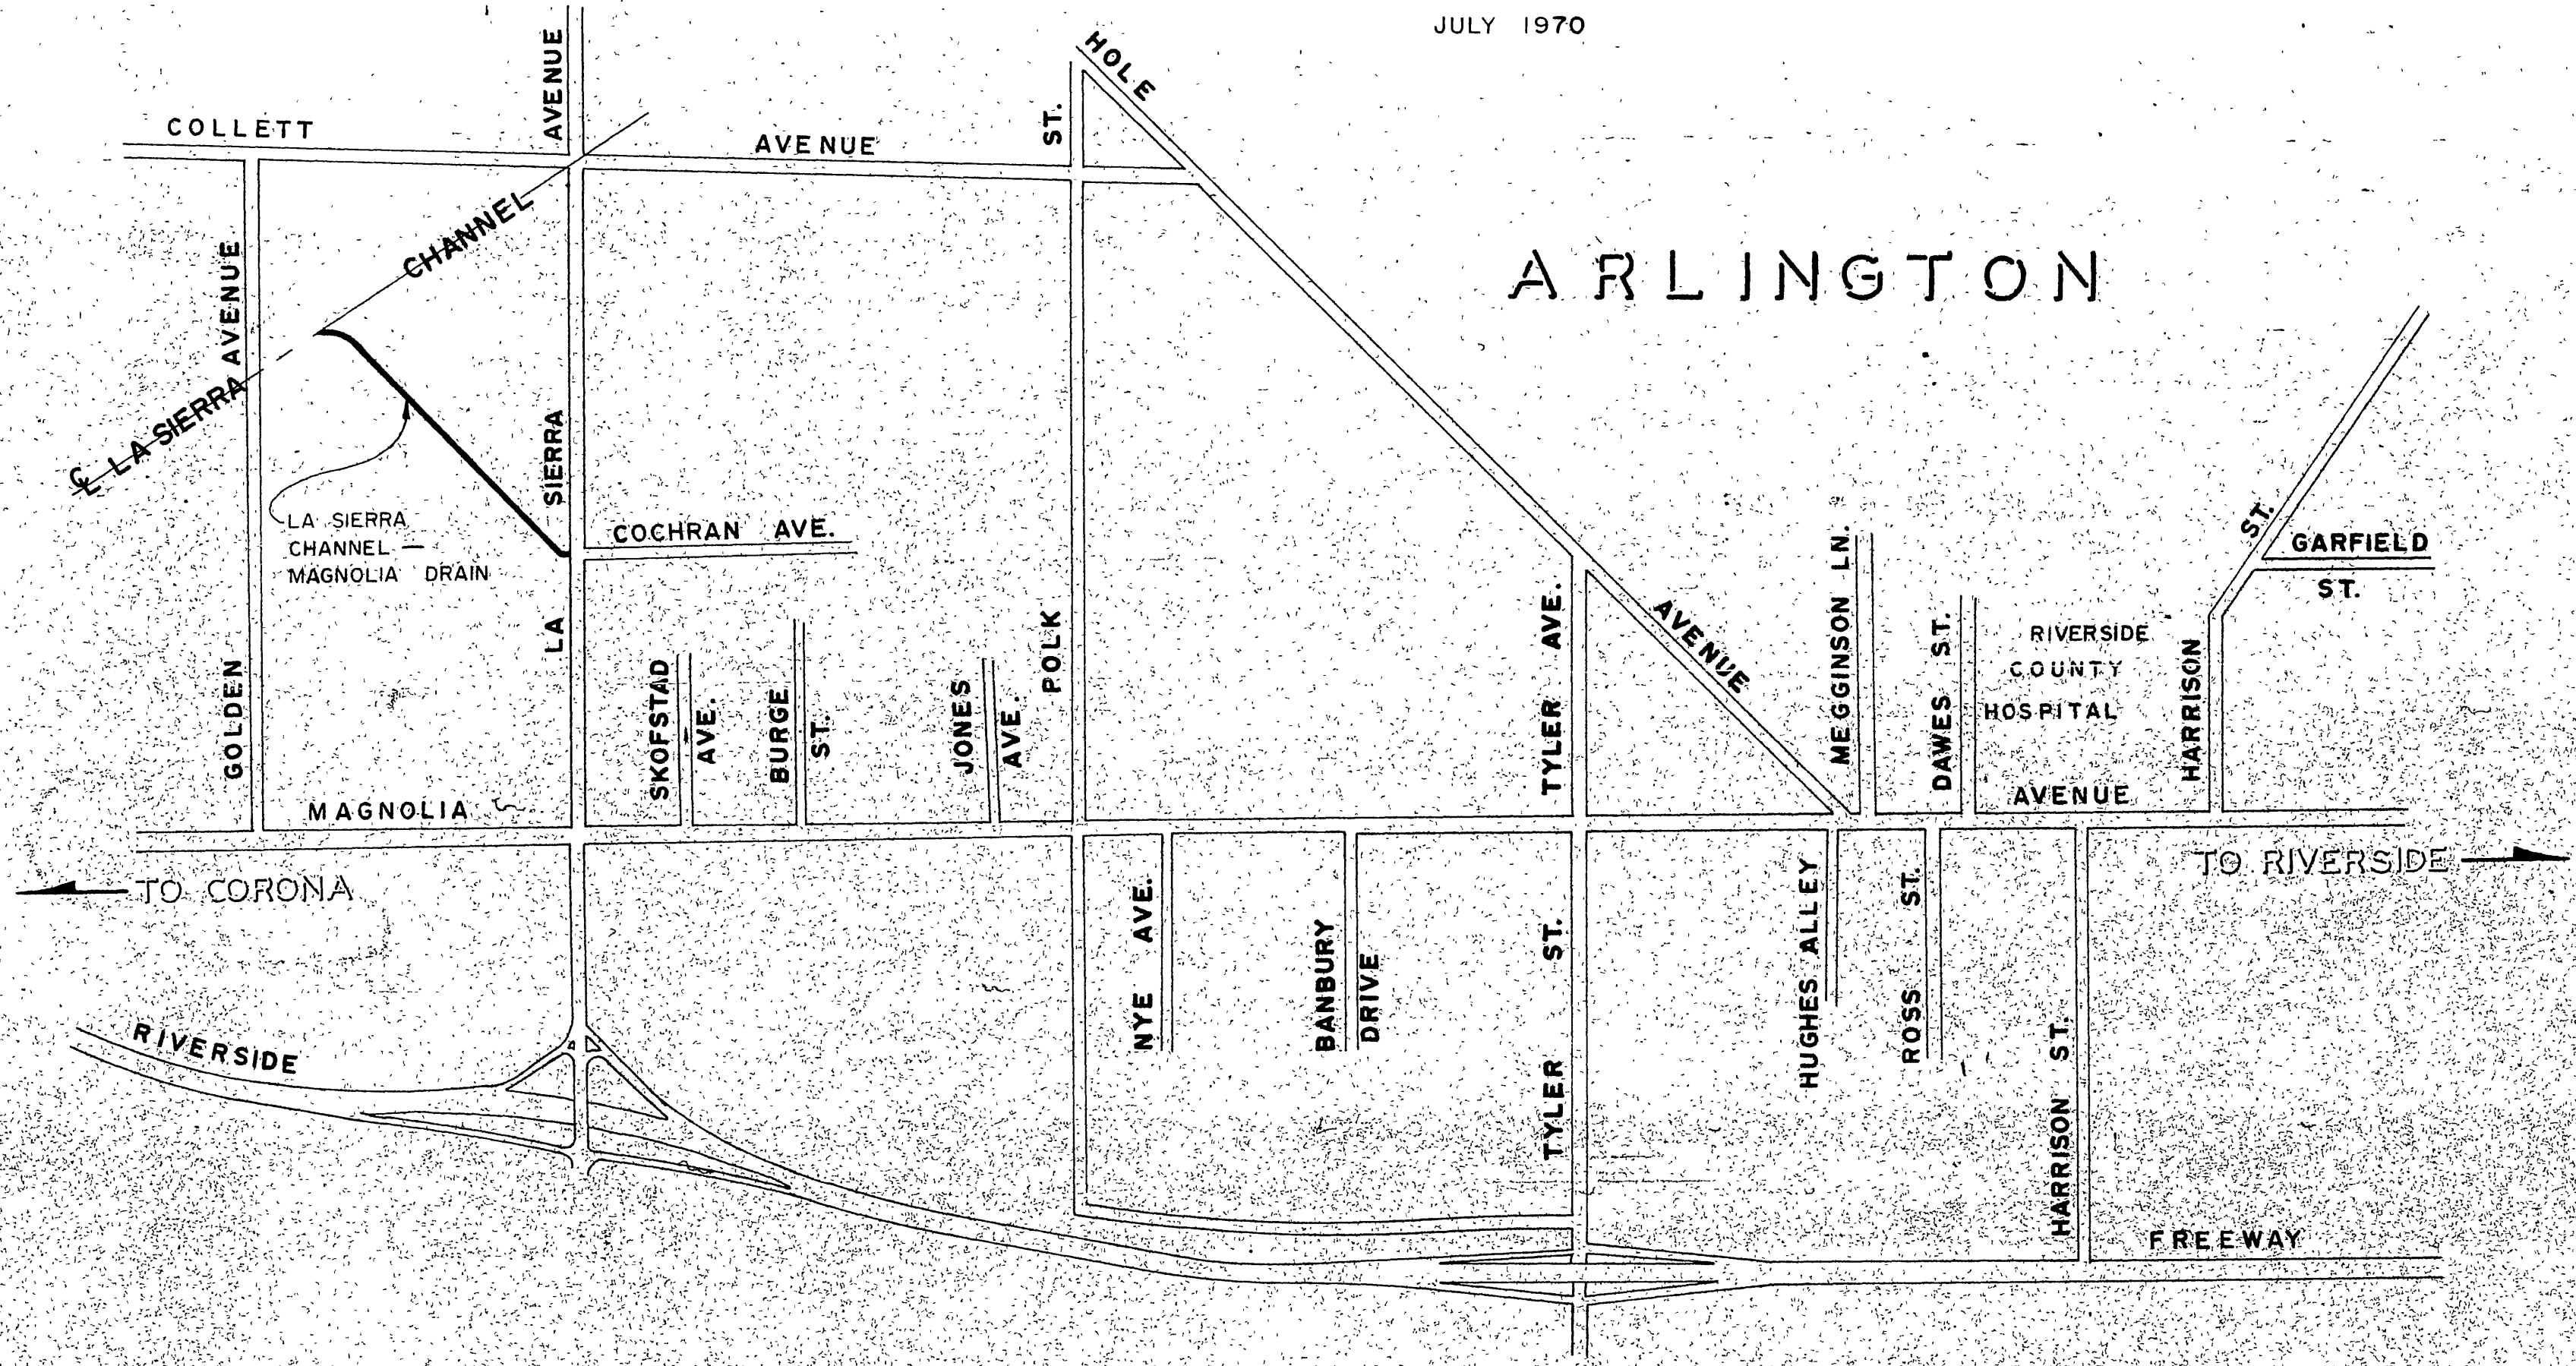 JULY 1970
HOLE
AVENUE
COLLETT
AVENUE
ST.
CHANNEL
ARLINGTON
AVENUE
℄ LA SIERRA
SIERRA
LA SIERRA
CHANNEL —
MAGNOLIA DRAIN
COCHRAN AVE.
ST.
GARFIELD
ST.
LA
POLK
TYLER AVE.
AVENUE
MEGGINSON LN.
DAWES ST.
RIVERSIDE
COUNTY
HOSPITAL
HARRISON
GOLDEN
SKOFSTAD
AVE.
BURGE
ST.
JONES
AVE.
MAGNOLIA
AVENUE
TO CORONA
TO RIVERSIDE
NYE AVE.
BANBURY
DRIVE
TYLER ST.
HUGHES ALLEY
ROSS ST.
HARRISON ST.
RIVERSIDE
FREEWAY